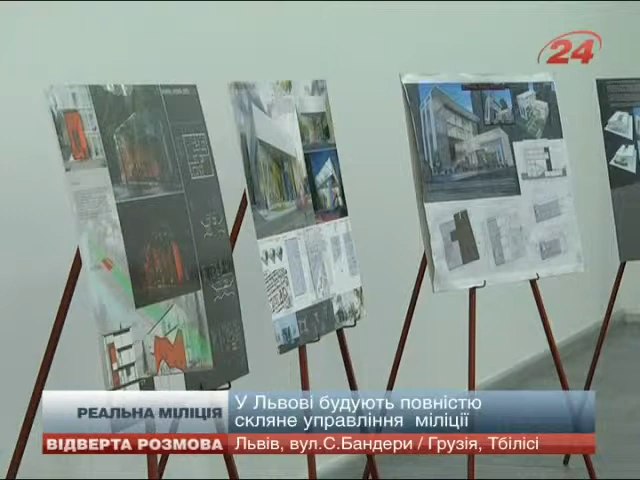 24
РЕАЛЬНА МІЛІЦІЯ
У Львові будують повністю
скляне управління міліції
ВІДВЕРТА РОЗМОВА
Львів, вул.С.Бандери / Грузія, Тбілісі